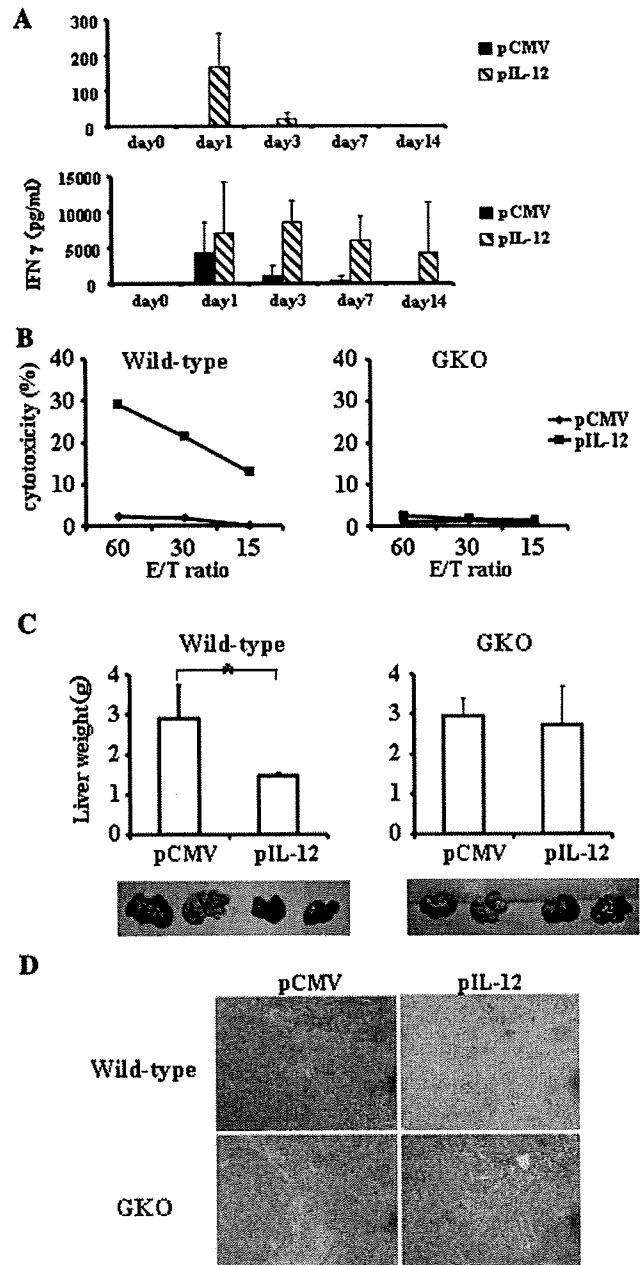 A
300
200
100
0
day0 day1 day3 day7 day14
pCMV
pIL-12
IFN γ (pg/ml)
15000
10000
5000
0
day0 day1 day3 day7 day14
pCMV
pIL-12
B
cytotoxicity (%)
Wild-type
40
30
20
10
0
60 30 15
E/T ratio
GKO
40
30
20
10
0
60 30 15
E/T ratio
pCMV
pIL-12
C
Liver weight(g)
Wild-type
*
4
3
2
1
0
pCMV pIL-12
GKO
4
3
2
1
0
pCMV pIL-12
D
pCMV pIL-12
Wild-type
GKO